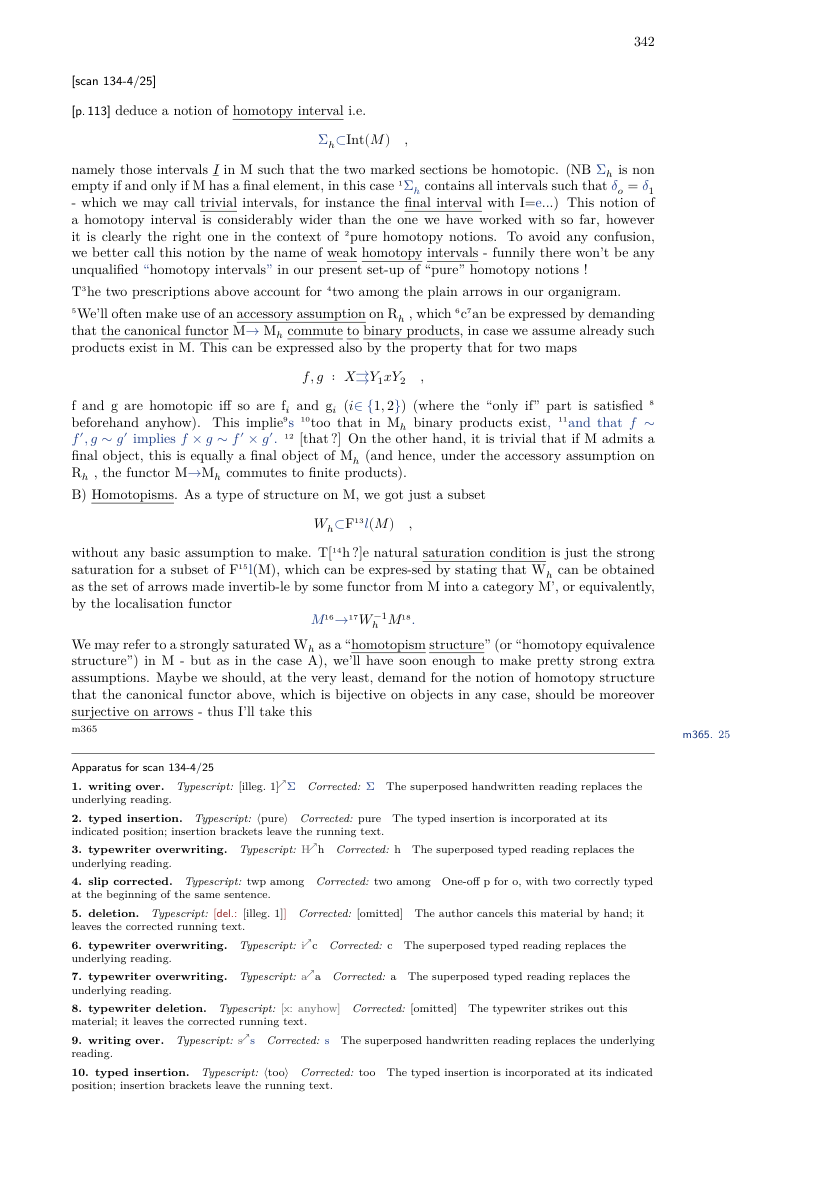 342
[scan 134-4/25]
[p. 113] deduce a notion of homotopy interval i.e.
Σ_h⊂Int(M) ,
namely those intervals I in M such that the two marked sections be homotopic. (NB Σ_h is non
empty if and only if M has a final element, in this case ¹Σ_h contains all intervals such that δ_o = δ_1
- which we may call trivial intervals, for instance the final interval with I=e...) This notion of
a homotopy interval is considerably wider than the one we have worked with so far, however
it is clearly the right one in the context of ²pure homotopy notions. To avoid any confusion,
we better call this notion by the name of weak homotopy intervals - funnily there won't be any
unqualified “homotopy intervals” in our present set-up of “pure” homotopy notions !
T³he two prescriptions above account for ⁴two among the plain arrows in our organigram.
⁵We'll often make use of an accessory assumption on R_h , which ⁶c⁷an be expressed by demanding
that the canonical functor M→ M_h commute to binary products, in case we assume already such
products exist in M. This can be expressed also by the property that for two maps
f, g : X⇉Y₁xY₂ ,
f and g are homotopic iff so are f_i and g_i (i∈ {1, 2}) (where the “only if” part is satisfied ⁸
beforehand anyhow). This implie⁹s ¹⁰too that in M_h binary products exist, ¹¹and that f ∼
f′, g ∼ g′ implies f × g ∼ f′ × g′. ¹² [that ?] On the other hand, it is trivial that if M admits a
final object, this is equally a final object of M_h (and hence, under the accessory assumption on
R_h , the functor M→M_h commutes to finite products).
B) Homotopisms. As a type of structure on M, we got just a subset
W_h⊂F¹³l(M) ,
without any basic assumption to make. T[¹⁴h ?]e natural saturation condition is just the strong
saturation for a subset of F¹⁵l(M), which can be expres-sed by stating that W_h can be obtained
as the set of arrows made invertib-le by some functor from M into a category M', or equivalently,
by the localisation functor
M¹⁶→¹⁷W_h⁻¹M¹⁸.
We may refer to a strongly saturated W_h as a “homotopism structure” (or “homotopy equivalence
structure”) in M - but as in the case A), we'll have soon enough to make pretty strong extra
assumptions. Maybe we should, at the very least, demand for the notion of homotopy structure
that the canonical functor above, which is bijective on objects in any case, should be moreover
surjective on arrows - thus I'll take this
m365
m365. 25
Apparatus for scan 134-4/25
1. writing over. Typescript: [illeg. 1]↗Σ Corrected: Σ The superposed handwritten reading replaces the
underlying reading.
2. typed insertion. Typescript: ⟨pure⟩ Corrected: pure The typed insertion is incorporated at its
indicated position; insertion brackets leave the running text.
3. typewriter overwriting. Typescript: H↗h Corrected: h The superposed typed reading replaces the
underlying reading.
4. slip corrected. Typescript: twp among Corrected: two among One-off p for o, with two correctly typed
at the beginning of the same sentence.
5. deletion. Typescript: [del.: [illeg. 1]] Corrected: [omitted] The author cancels this material by hand; it
leaves the corrected running text.
6. typewriter overwriting. Typescript: i↗c Corrected: c The superposed typed reading replaces the
underlying reading.
7. typewriter overwriting. Typescript: a↗a Corrected: a The superposed typed reading replaces the
underlying reading.
8. typewriter deletion. Typescript: [x: anyhow] Corrected: [omitted] The typewriter strikes out this
material; it leaves the corrected running text.
9. writing over. Typescript: s↗s Corrected: s The superposed handwritten reading replaces the underlying
reading.
10. typed insertion. Typescript: ⟨too⟩ Corrected: too The typed insertion is incorporated at its indicated
position; insertion brackets leave the running text.